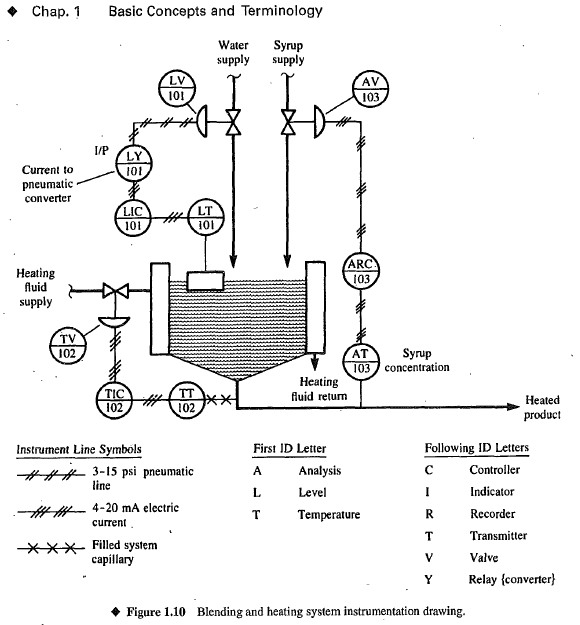 ◆ Chap. 1 Basic Concepts and Terminology
Water supply
Syrup supply
LV 101
AV 103
I/P
LY 101
Current to pneumatic converter
LIC 101
LT 101
ARC 103
Heating fluid supply
TV 102
AT 103
Syrup concentration
Heating fluid return
TIC 102
TT 102
Heated product
Instrument Line Symbols
3-15 psi pneumatic line
4-20 mA electric current
Filled system capillary
First ID Letter
A Analysis
L Level
T Temperature
Following ID Letters
C Controller
I Indicator
R Recorder
T Transmitter
V Valve
Y Relay {converter}
◆ Figure 1.10 Blending and heating system instrumentation drawing.